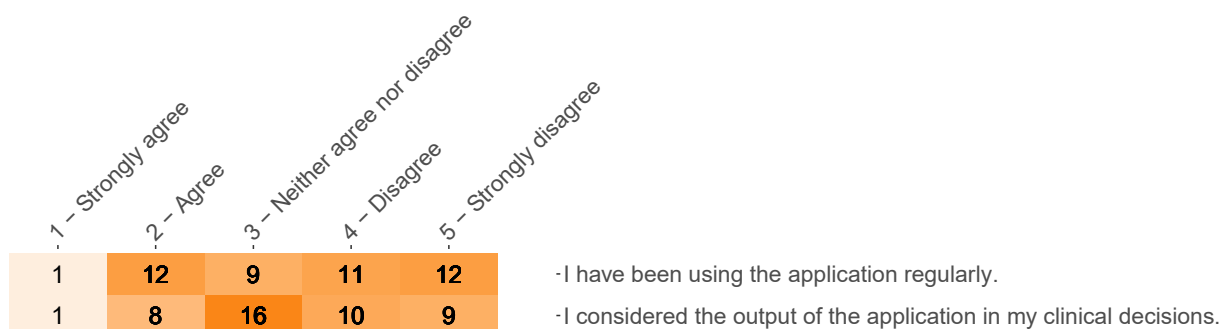 1 − Strongly agree
2 − Agree
3 − Neither agree nor disagree
4 − Disagree
5 − Strongly disagree
1 12 9 11 12 -I have been using the application regularly.
1 8 16 10 9 -I considered the output of the application in my clinical decisions.